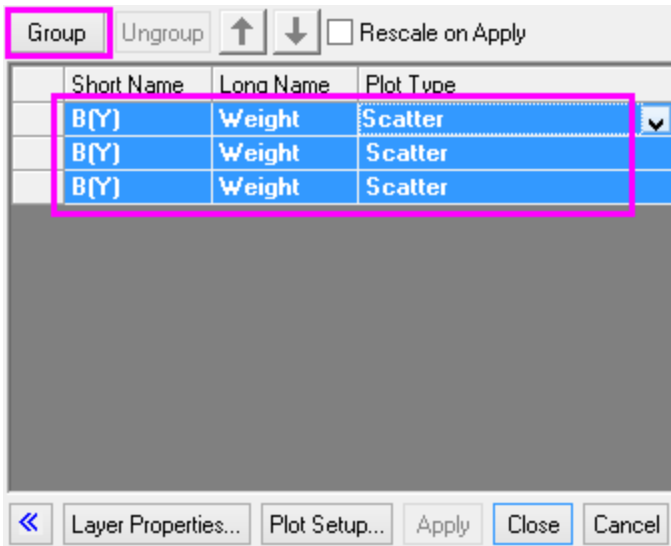 Group Ungroup Rescale on Apply
Short Name Long Name Plot Type
B(Y) Weight Scatter
B(Y) Weight Scatter
B(Y) Weight Scatter
Layer Properties... Plot Setup... Apply Close Cancel